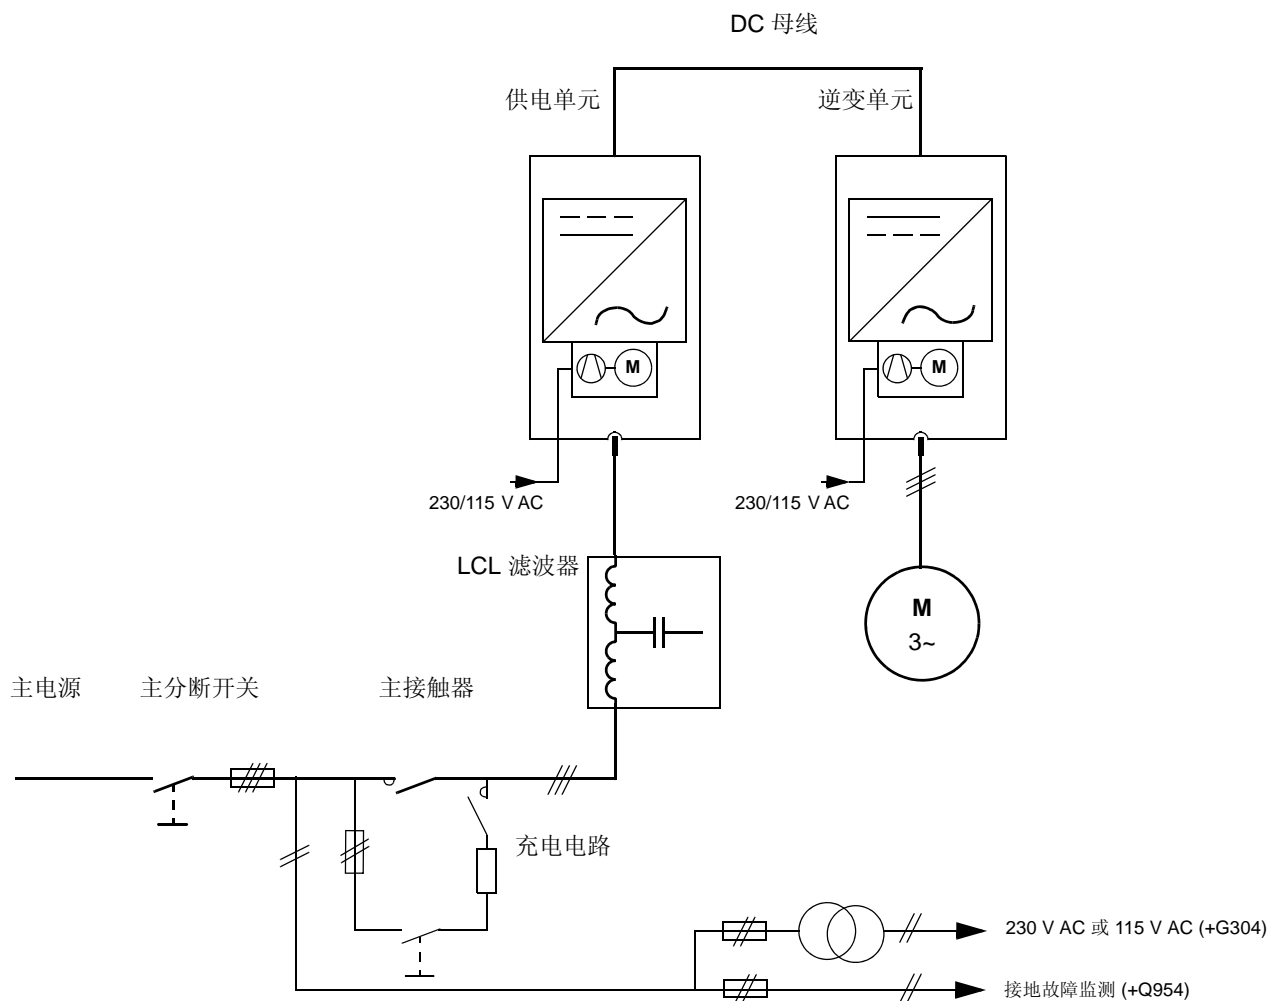 DC 母线
供电单元
逆变单元
M
M
230/115 V AC
230/115 V AC
LCL 滤波器
M
3~
主电源
主分断开关
主接触器
充电电路
230 V AC 或 115 V AC (+G304)
接地故障监测 (+Q954)